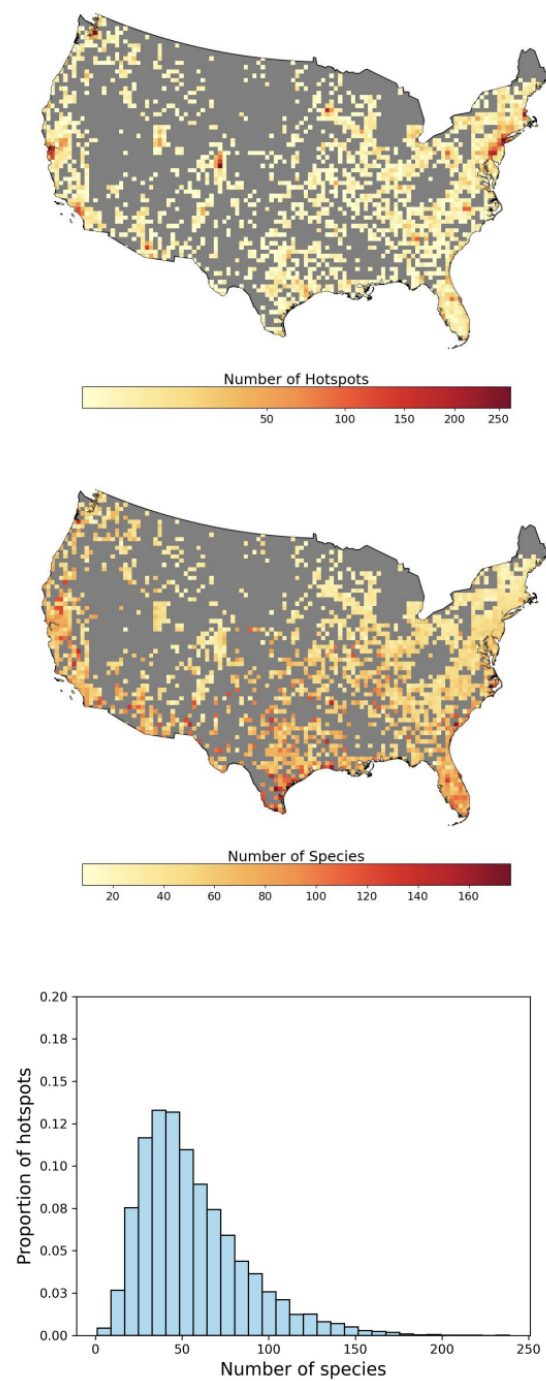 Number of Hotspots
50 100 150 200 250
Number of Species
20 40 60 80 100 120 140 160
0.20
0.18
0.15
0.12
0.10
0.08
0.05
0.03
0.00
Proportion of hotspots
0 50 100 150 200 250
Number of species